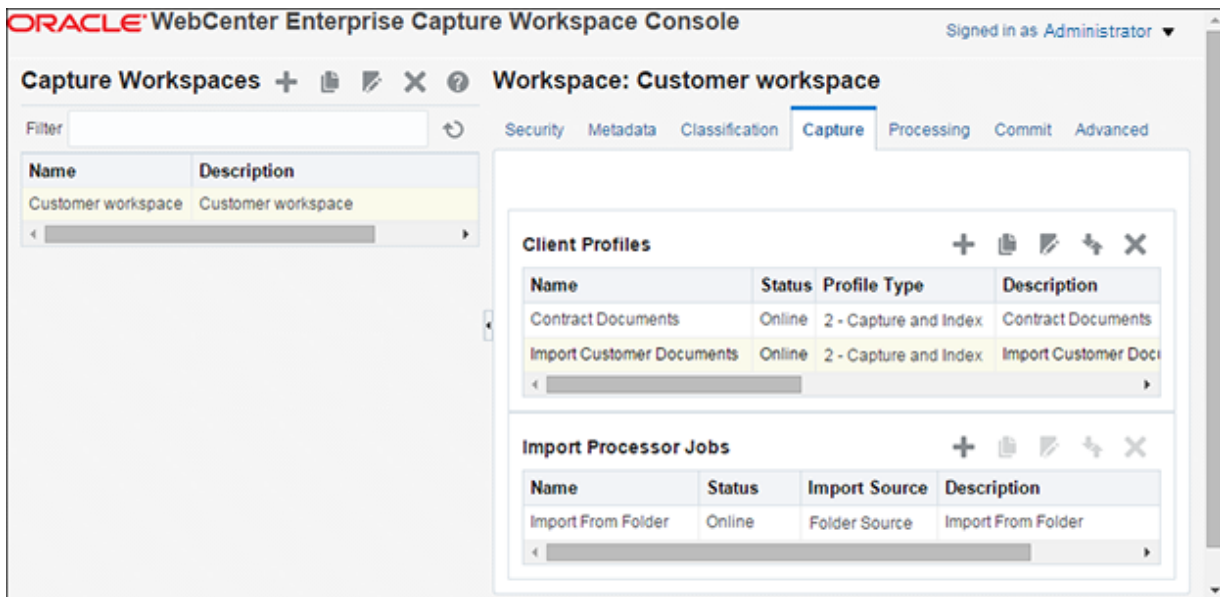 ORACLE WebCenter Enterprise Capture Workspace Console
Signed in as Administrator
Capture Workspaces
Filter
Name Description
Customer workspace Customer workspace
Workspace: Customer workspace
Security Metadata Classification Capture Processing Commit Advanced
Client Profiles
Name Status Profile Type Description
Contract Documents Online 2 - Capture and Index Contract Documents
Import Customer Documents Online 2 - Capture and Index Import Customer Docu
Import Processor Jobs
Name Status Import Source Description
Import From Folder Online Folder Source Import From Folder